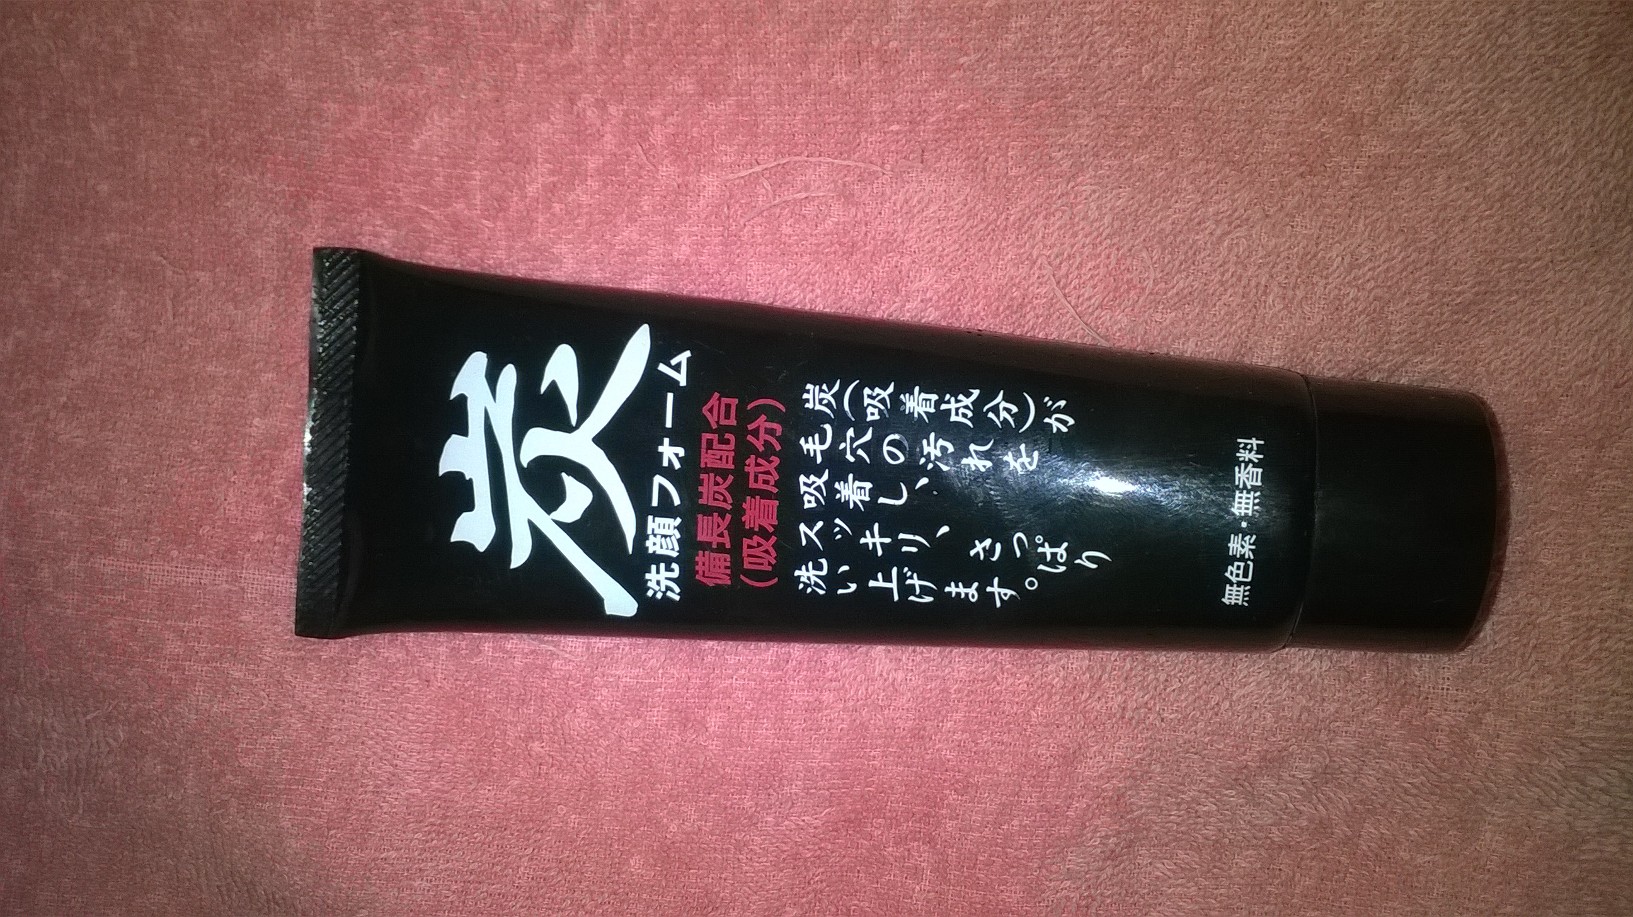 炭
洗顔フォーム
備長炭配合
(吸着成分)
炭(吸着成分)が
毛穴の汚れを
吸着し、
スッキリ、さっぱり
洗い上げます。
無色素・無香料